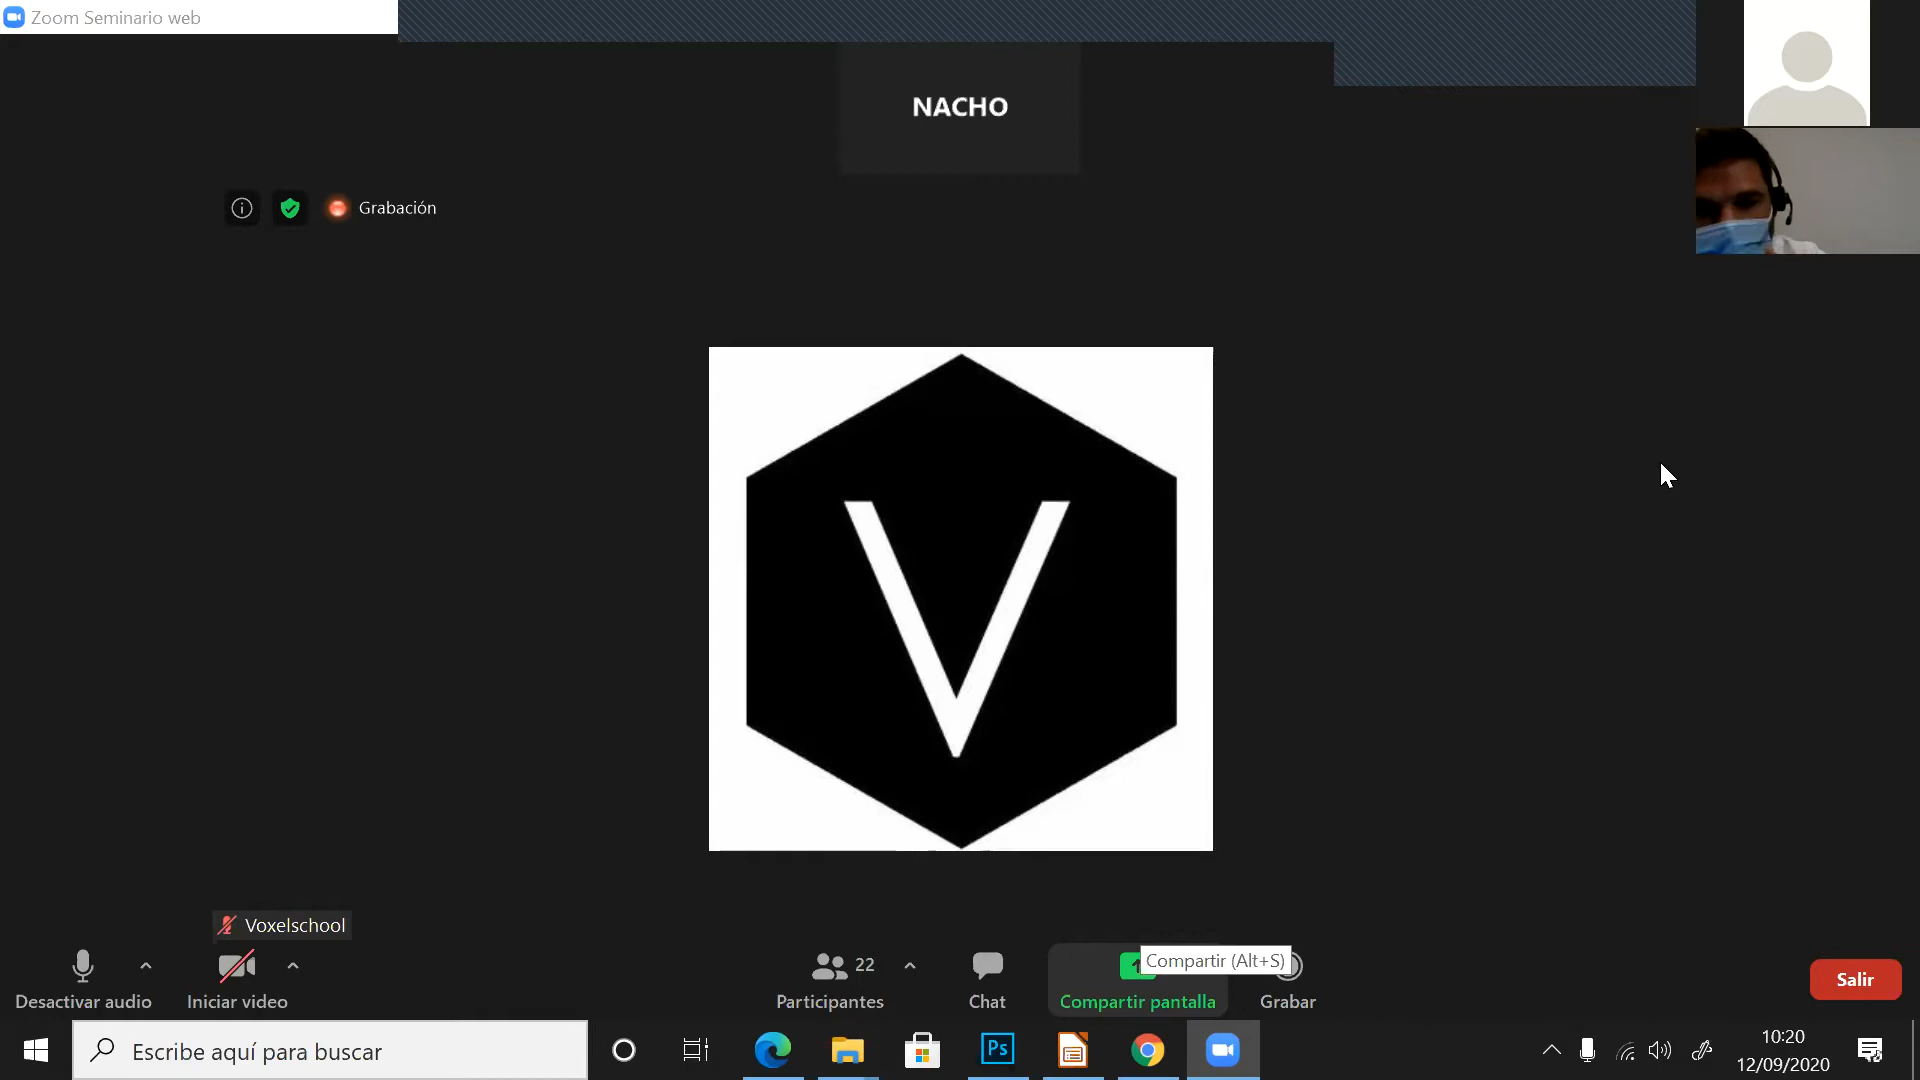 Zoom Seminario web
NACHO
Grabación
V
Voxelschool
22
Compartir (Alt+S)
Desactivar audio
Iniciar video
Participantes
Chat
Compartir pantalla
Grabar
Salir
Escribe aquí para buscar
Ps
10:20
12/09/2020